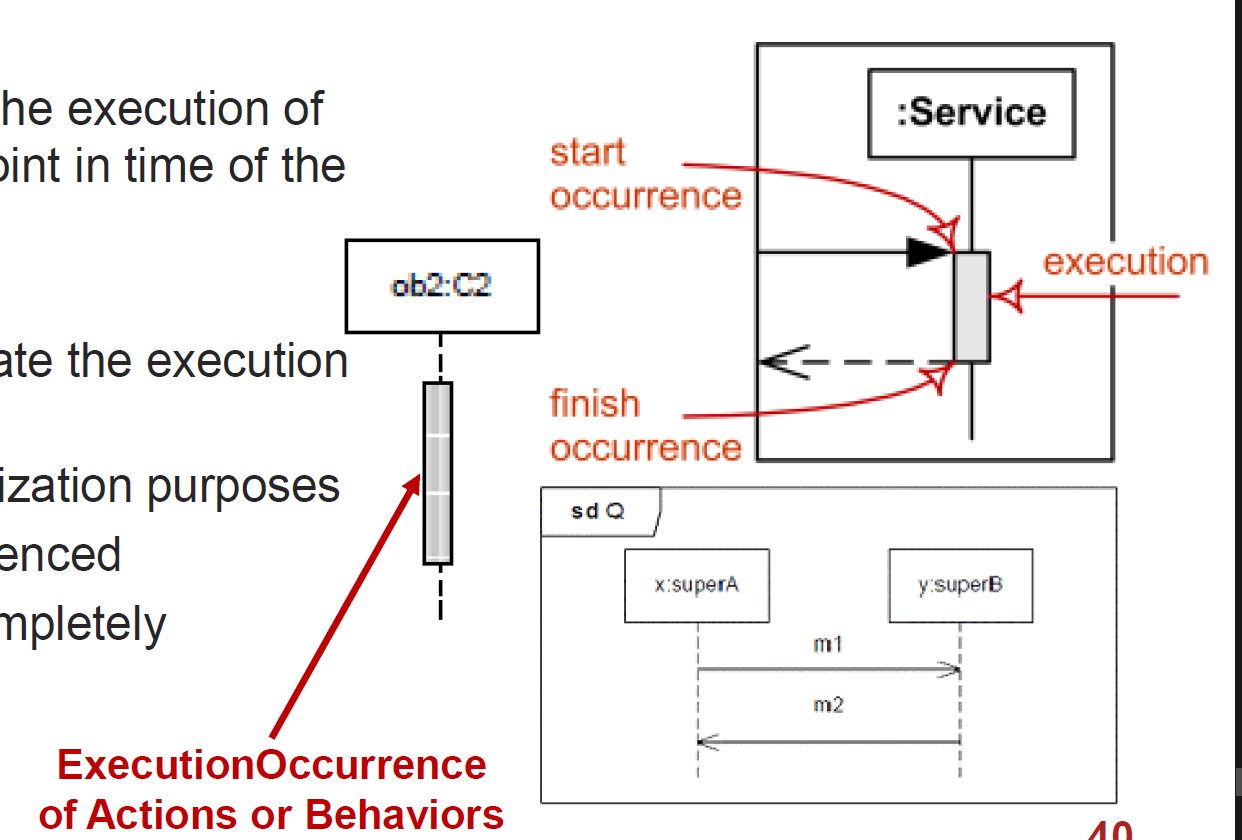 he execution of
oint in time of the
ate the execution
ization purposes
enced
mpletely
ob2:C2
ExecutionOccurrence
of Actions or Behaviors
:Service
start
occurrence
execution
finish
occurrence
sd Q
x:superA
y:superB
m1
m2
40